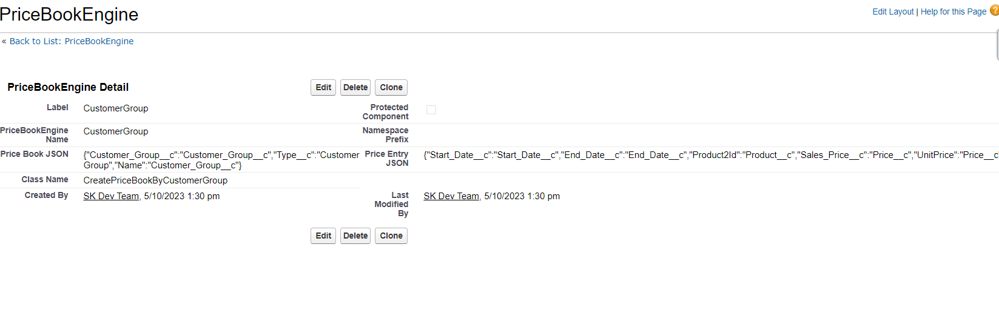 PriceBookEngine
Edit Layout | Help for this Page ?
« Back to List: PriceBookEngine
PriceBookEngine Detail
Edit Delete Clone
Label CustomerGroup
Protected Component
PriceBookEngine Name CustomerGroup
Namespace Prefix
Price Book JSON {"Customer_Group__c":"Customer_Group__c","Type__c":"Customer
Group","Name":"Customer_Group__c"}
Price Entry JSON {"Start_Date__c":"Start_Date__c","End_Date__c":"End_Date__c","Product2Id":"Product__c","Sales_Price__c":"Price__c","UnitPrice":"Price__c"
Class Name CreatePriceBookByCustomerGroup
Created By SK Dev Team, 5/10/2023 1:30 pm
Last Modified By SK Dev Team, 5/10/2023 1:30 pm
Edit Delete Clone